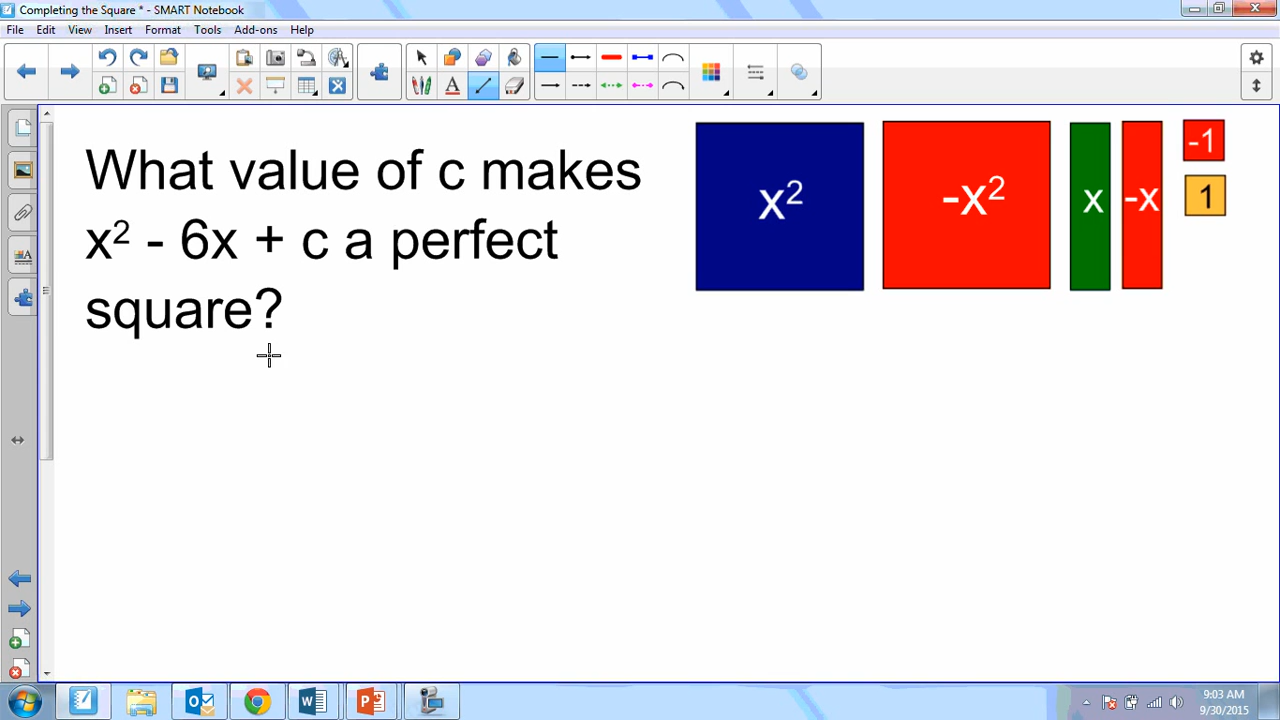 Completing the Square * - SMART Notebook
File Edit View Insert Format Tools Add-ons Help
What value of c makes
x² - 6x + c a perfect
square?
x²
-x²
x
-x
-1
1
9:03 AM
9/30/2015